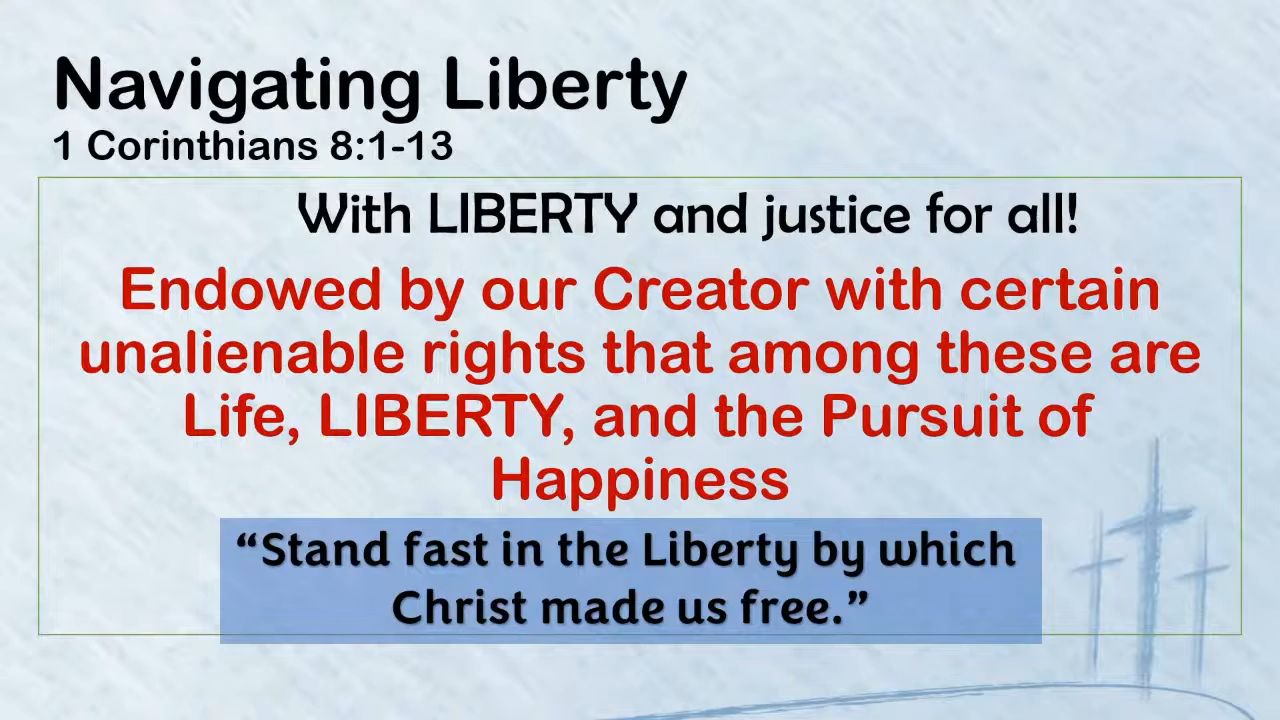 Navigating Liberty
1 Corinthians 8:1-13
With LIBERTY and justice for all!
Endowed by our Creator with certain
unalienable rights that among these are
Life, LIBERTY, and the Pursuit of
Happiness
“Stand fast in the Liberty by which
Christ made us free.”